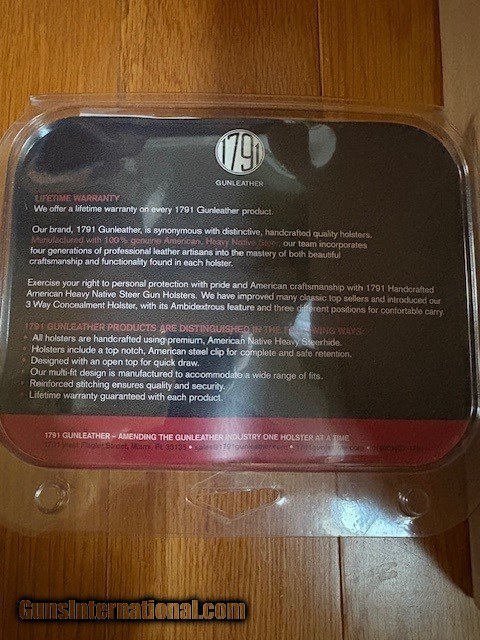 1791
GUNLEATHER
LIFETIME WARRANTY
We offer a lifetime warranty on every 1791 Gunleather product.
Our brand, 1791 Gunleather, is synonymous with distinctive, handcrafted quality holsters.
Manufactured with 100% genuine American, Heavy Native Steer, our team incorporates
four generations of professional leather artisans into the mastery of both beautiful
craftsmanship and functionality found in each holster.
Exercise your right to personal protection with pride and American craftsmanship with 1791 Handcrafted
American Heavy Native Steer Gun Holsters. We have improved many classic top sellers and introduced our
3 Way Concealment Holster, with its Ambidextrous feature and three different positions for comfortable carry.
1791 GUNLEATHER PRODUCTS ARE DISTINGUISHED IN THE FOLLOWING WAYS:
• All holsters are handcrafted using premium, American Native Heavy Steerhide.
• Holsters include a top notch, American steel clip for complete and safe retention.
• Designed with an open top for quick draw.
• Our multi-fit design is manufactured to accommodate a wide range of fits.
• Reinforced stitching ensures quality and security.
• Lifetime warranty guaranteed with each product.
1791 GUNLEATHER – AMENDING THE GUNLEATHER INDUSTRY ONE HOLSTER AT A TIME
Street, Miami, FL 33135 •
GunsInternational.com